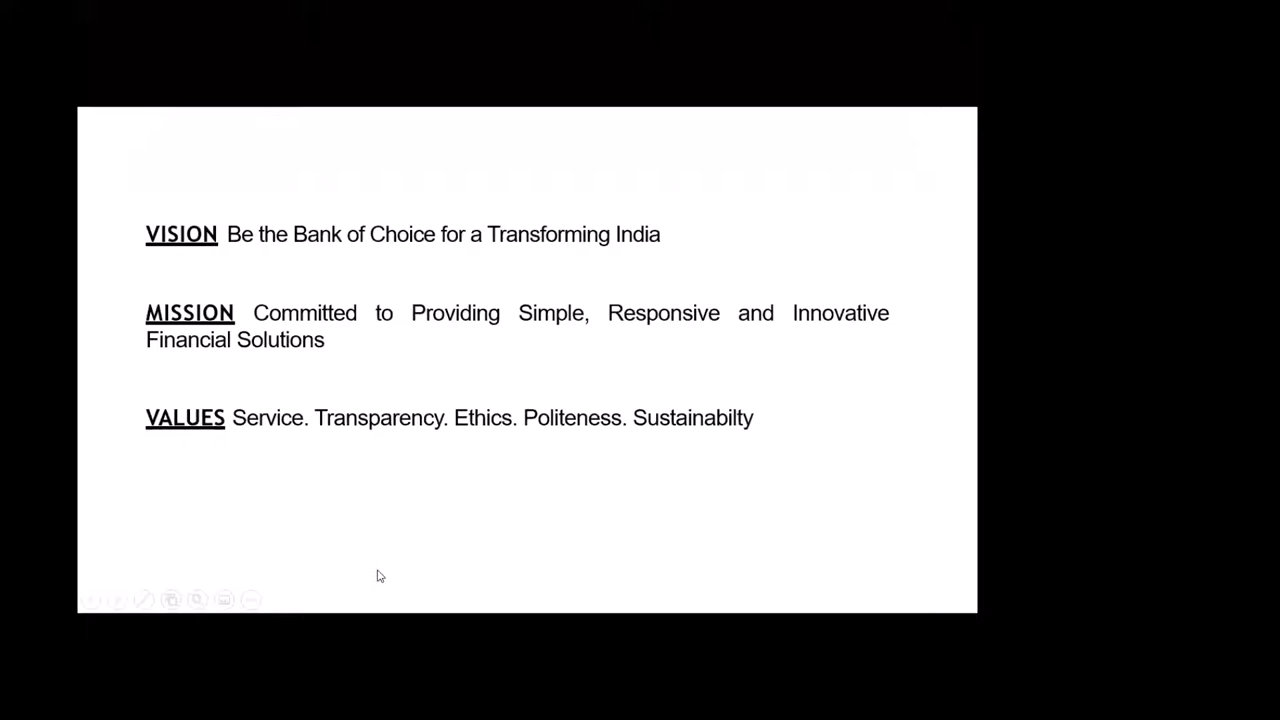 VISION Be the Bank of Choice for a Transforming India
MISSION Committed to Providing Simple, Responsive and Innovative
Financial Solutions
VALUES Service. Transparency. Ethics. Politeness. Sustainabilty